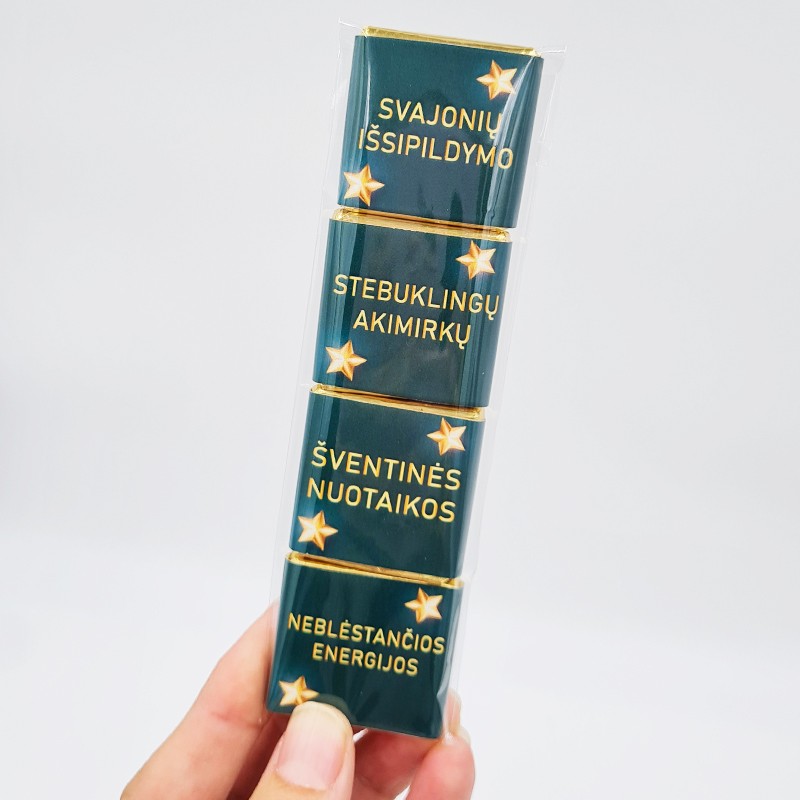 SVAJONIŲ
IŠSIPILDYMO
STEBUKLINGŲ
AKIMIRKŲ
ŠVENTINĖS
NUOTAIKOS
NEBLĖSTANČIOS
ENERGIJOS